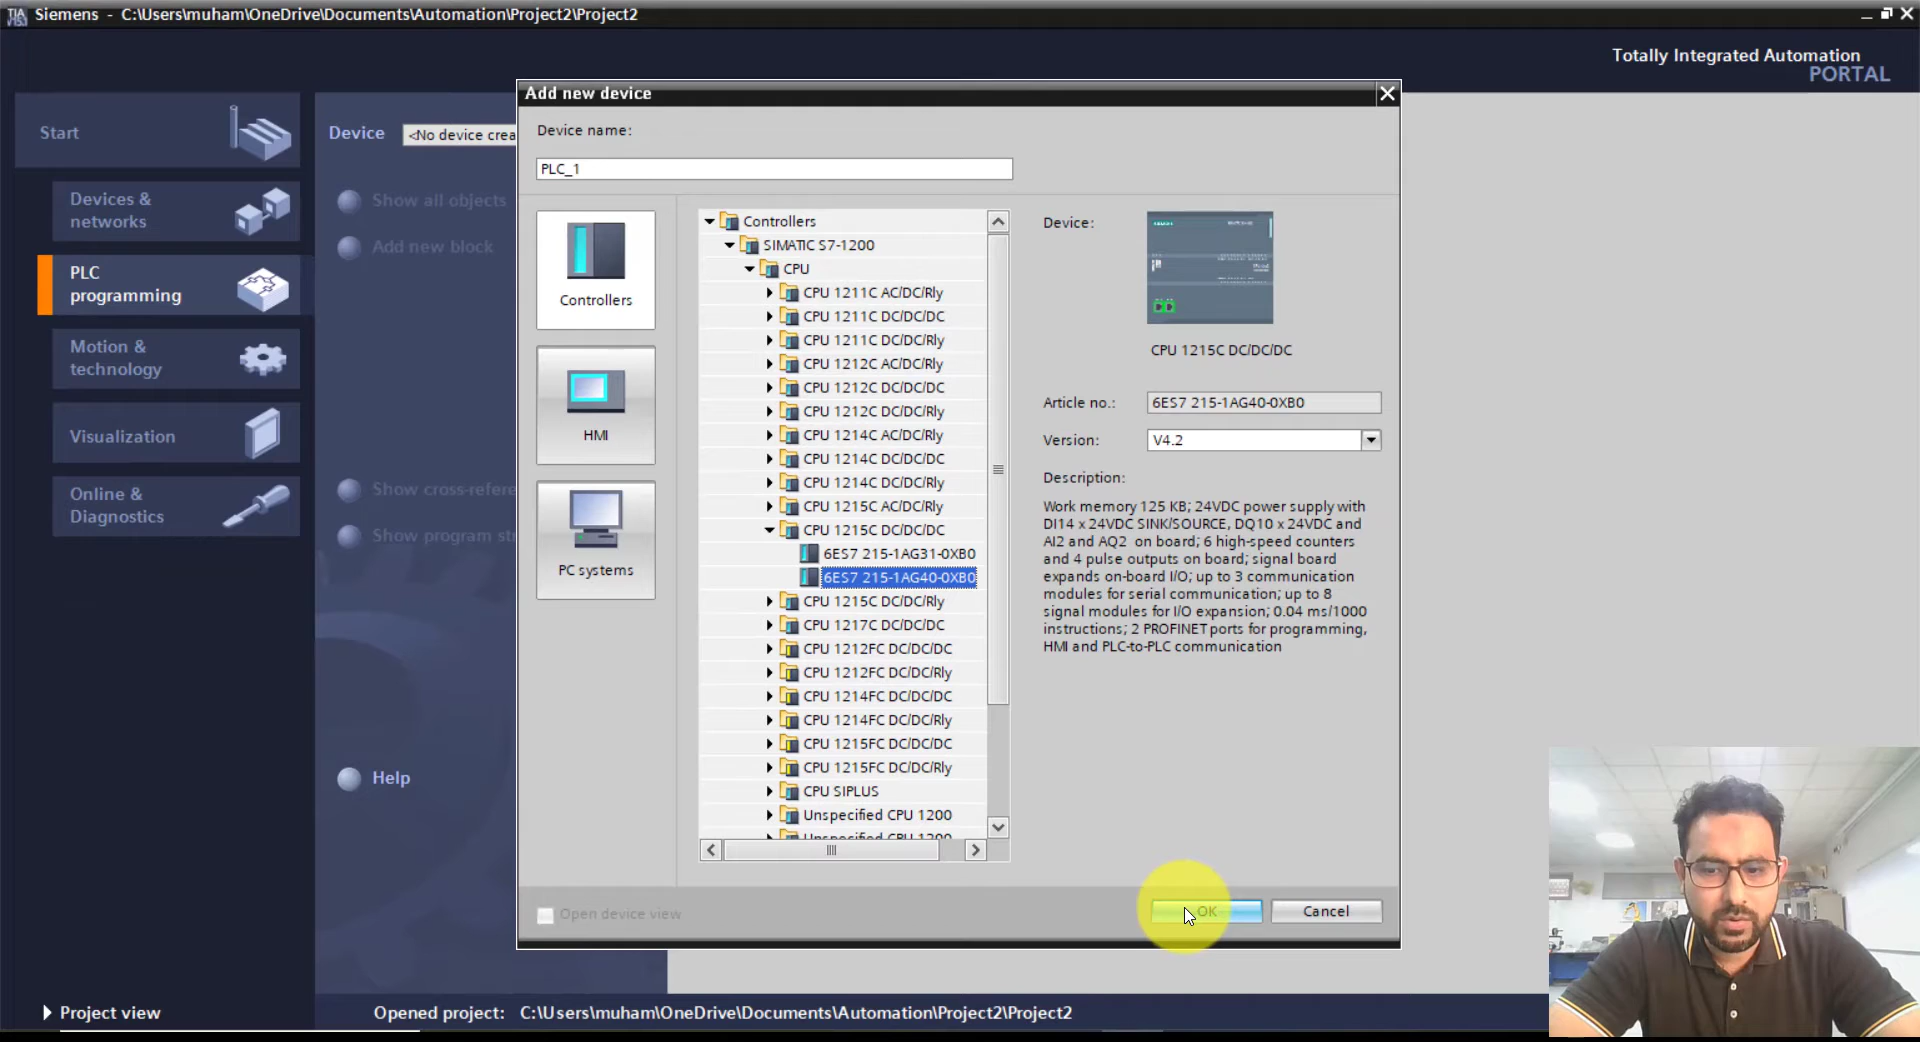 Siemens - C:\Users\muham\OneDrive\Documents\Automation\Project2\Project2
Totally Integrated Automation
PORTAL
Start
Devices &
networks
PLC
programming
Motion &
technology
Visualization
Online &
Diagnostics
Device
<No device crea
Show all objects
Add new block
Show cross-refere
Show program st
Help
Add new device
Device name:
PLC_1
Controllers
HMI
PC systems
Controllers
SIMATIC S7-1200
CPU
CPU 1211C AC/DC/Rly
CPU 1211C DC/DC/DC
CPU 1211C DC/DC/Rly
CPU 1212C AC/DC/Rly
CPU 1212C DC/DC/DC
CPU 1212C DC/DC/Rly
CPU 1214C AC/DC/Rly
CPU 1214C DC/DC/DC
CPU 1214C DC/DC/Rly
CPU 1215C AC/DC/Rly
CPU 1215C DC/DC/DC
6ES7 215-1AG31-0XB0
6ES7 215-1AG40-0XB0
CPU 1215C DC/DC/Rly
CPU 1217C DC/DC/DC
CPU 1212FC DC/DC/DC
CPU 1212FC DC/DC/Rly
CPU 1214FC DC/DC/DC
CPU 1214FC DC/DC/Rly
CPU 1215FC DC/DC/DC
CPU 1215FC DC/DC/Rly
CPU SIPLUS
Unspecified CPU 1200
Unspecified CPU 1200
Device:
CPU 1215C DC/DC/DC
Article no.: 6ES7 215-1AG40-0XB0
Version: V4.2
Description:
Work memory 125 KB; 24VDC power supply with
DI14 x 24VDC SINK/SOURCE, DQ10 x 24VDC and
AI2 and AQ2 on board; 6 high-speed counters
and 4 pulse outputs on board; signal board
expands on-board I/O; up to 3 communication
modules for serial communication; up to 8
signal modules for I/O expansion; 0.04 ms/1000
instructions; 2 PROFINET ports for programming,
HMI and PLC-to-PLC communication
Open device view
OK
Cancel
Project view
Opened project: C:\Users\muham\OneDrive\Documents\Automation\Project2\Project2